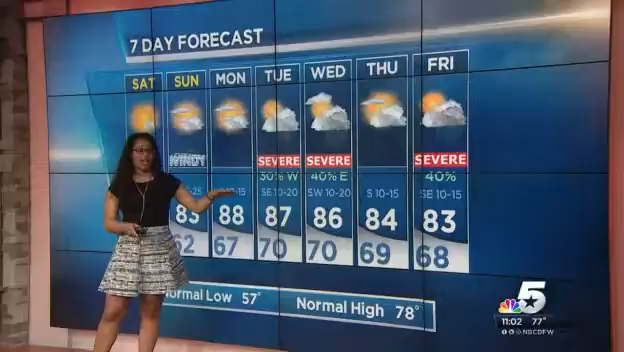 7 DAY FORECAST
SAT SUN MON TUE WED THU FRI
WINDY
SEVERE SEVERE SEVERE
30% W 40% E 40%
SE 10-20 SW 10-20 S 10-15 SE 10-15
83 88 87 86 84 83
62 67 70 70 69 68
Normal Low 57° Normal High 78°
5
11:02 77°
@NBCDFW